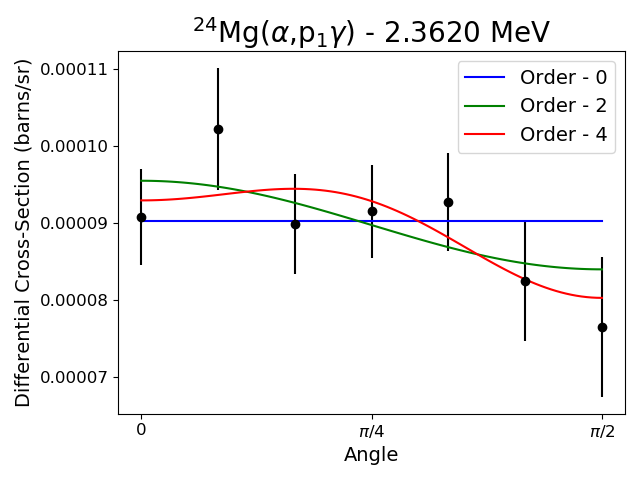 ²⁴Mg(α,p₁γ) - 2.3620 MeV
Differential Cross-Section (barns/sr)
0.00011
0.00010
0.00009
0.00008
0.00007
Order - 0
Order - 2
Order - 4
0
π/4
π/2
Angle